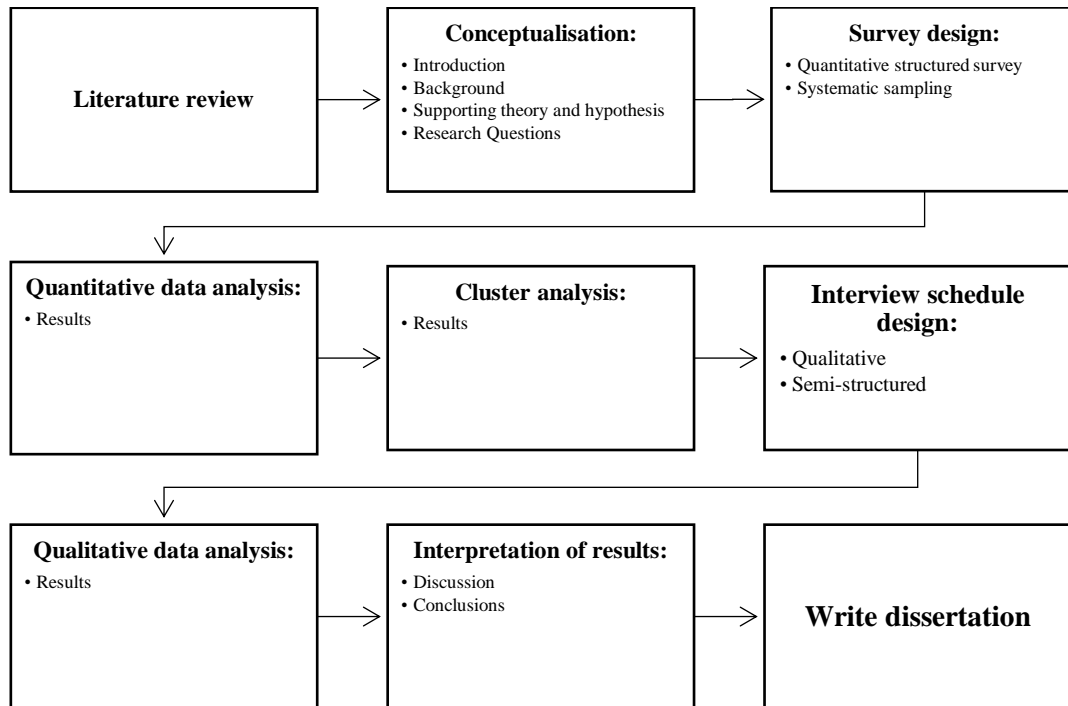 Literature review
Conceptualisation:
• Introduction
• Background
• Supporting theory and hypothesis
• Research Questions
Survey design:
• Quantitative structured survey
• Systematic sampling
Quantitative data analysis:
• Results
Cluster analysis:
• Results
Interview schedule
design:
• Qualitative
• Semi-structured
Qualitative data analysis:
• Results
Interpretation of results:
• Discussion
• Conclusions
Write dissertation